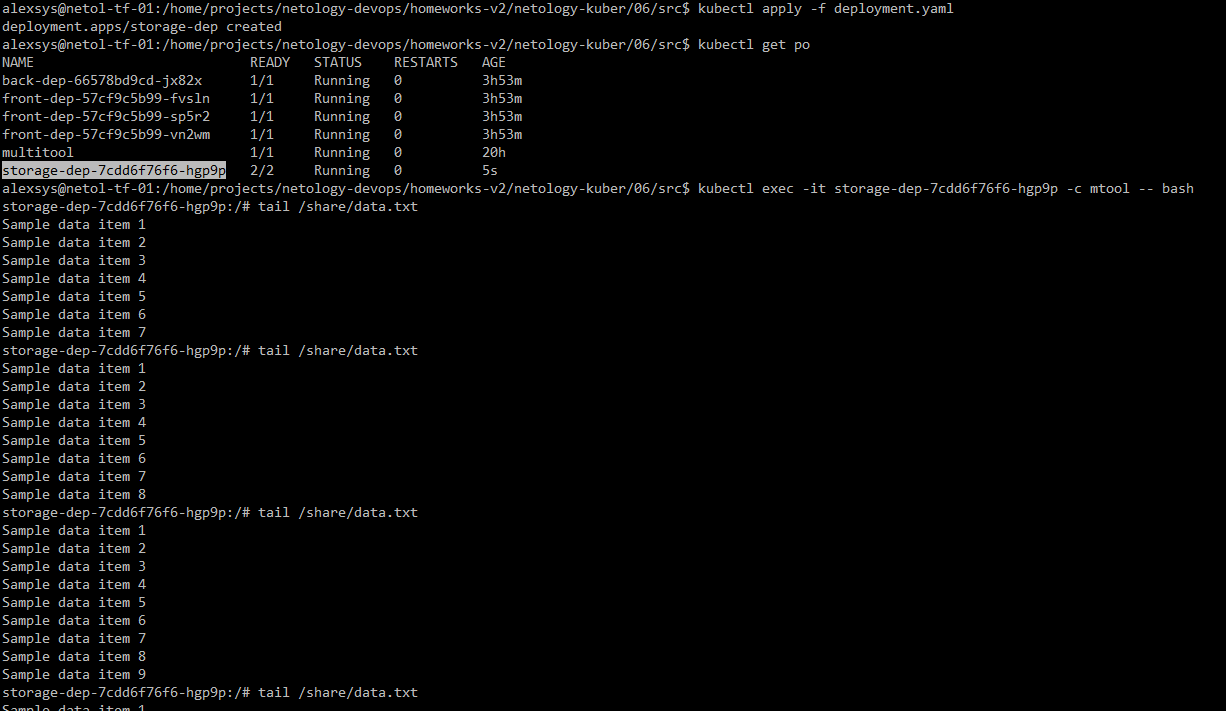 alexsys@netol-tf-01:/home/projects/netology-devops/homeworks-v2/netology-kuber/06/src$ kubectl apply -f deployment.yaml
deployment.apps/storage-dep created
alexsys@netol-tf-01:/home/projects/netology-devops/homeworks-v2/netology-kuber/06/src$ kubectl get po
NAME                           READY   STATUS    RESTARTS   AGE
back-dep-66578bd9cd-jx82x      1/1     Running   0          3h53m
front-dep-57cf9c5b99-fvsln     1/1     Running   0          3h53m
front-dep-57cf9c5b99-sp5r2     1/1     Running   0          3h53m
front-dep-57cf9c5b99-vn2wm     1/1     Running   0          3h53m
multitool                      1/1     Running   0          20h
storage-dep-7cdd6f76f6-hgp9p   2/2     Running   0          5s
alexsys@netol-tf-01:/home/projects/netology-devops/homeworks-v2/netology-kuber/06/src$ kubectl exec -it storage-dep-7cdd6f76f6-hgp9p -c mtool -- bash
storage-dep-7cdd6f76f6-hgp9p:/# tail /share/data.txt
Sample data item 1
Sample data item 2
Sample data item 3
Sample data item 4
Sample data item 5
Sample data item 6
Sample data item 7
storage-dep-7cdd6f76f6-hgp9p:/# tail /share/data.txt
Sample data item 1
Sample data item 2
Sample data item 3
Sample data item 4
Sample data item 5
Sample data item 6
Sample data item 7
Sample data item 8
storage-dep-7cdd6f76f6-hgp9p:/# tail /share/data.txt
Sample data item 1
Sample data item 2
Sample data item 3
Sample data item 4
Sample data item 5
Sample data item 6
Sample data item 7
Sample data item 8
Sample data item 9
storage-dep-7cdd6f76f6-hgp9p:/# tail /share/data.txt
Sample data item 1